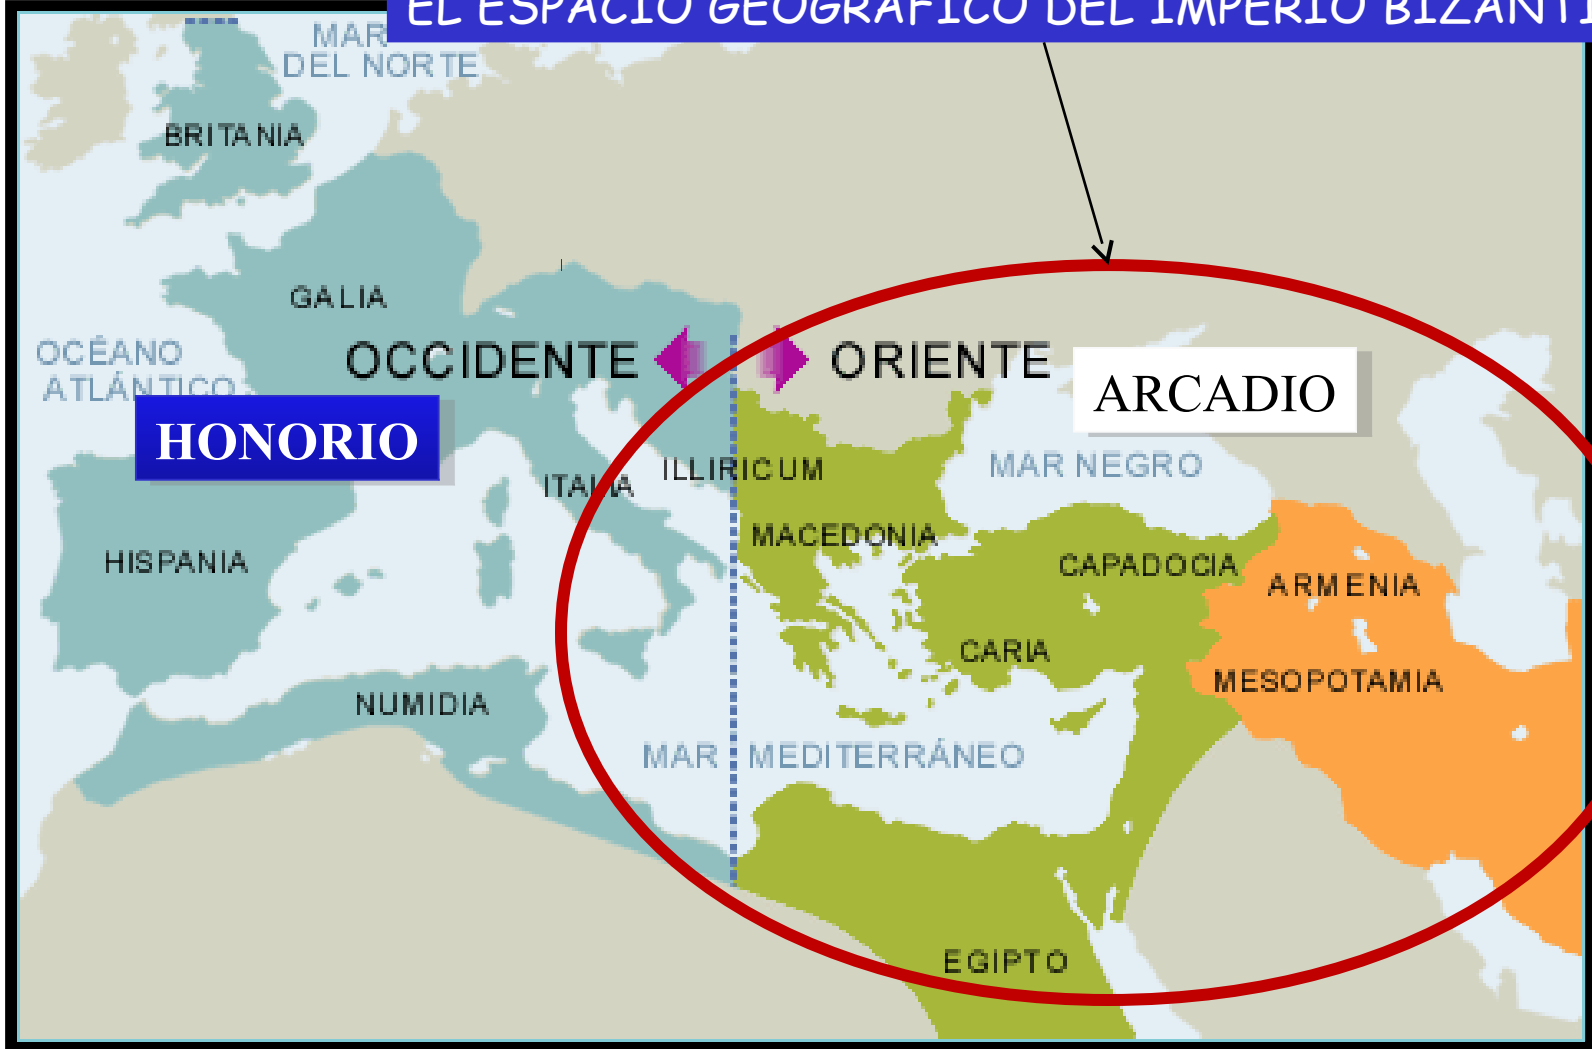 EL ESPACIO GEOGRÁFICO DEL IMPERIO
MAR
DEL NORTE
BRITANIA
GALIA
OCÉANO
ATLÁNTICO
OCCIDENTE
ORIENTE
ARCADIO
HONORIO
MAR NEGRO
ILLIRICUM
ITALIA
MACEDONIA
HISPANIA
CAPADOCIA
ARMENIA
CARIA
MESOPOTAMIA
NUMIDIA
MAR MEDITERRÁNEO
EGIPTO